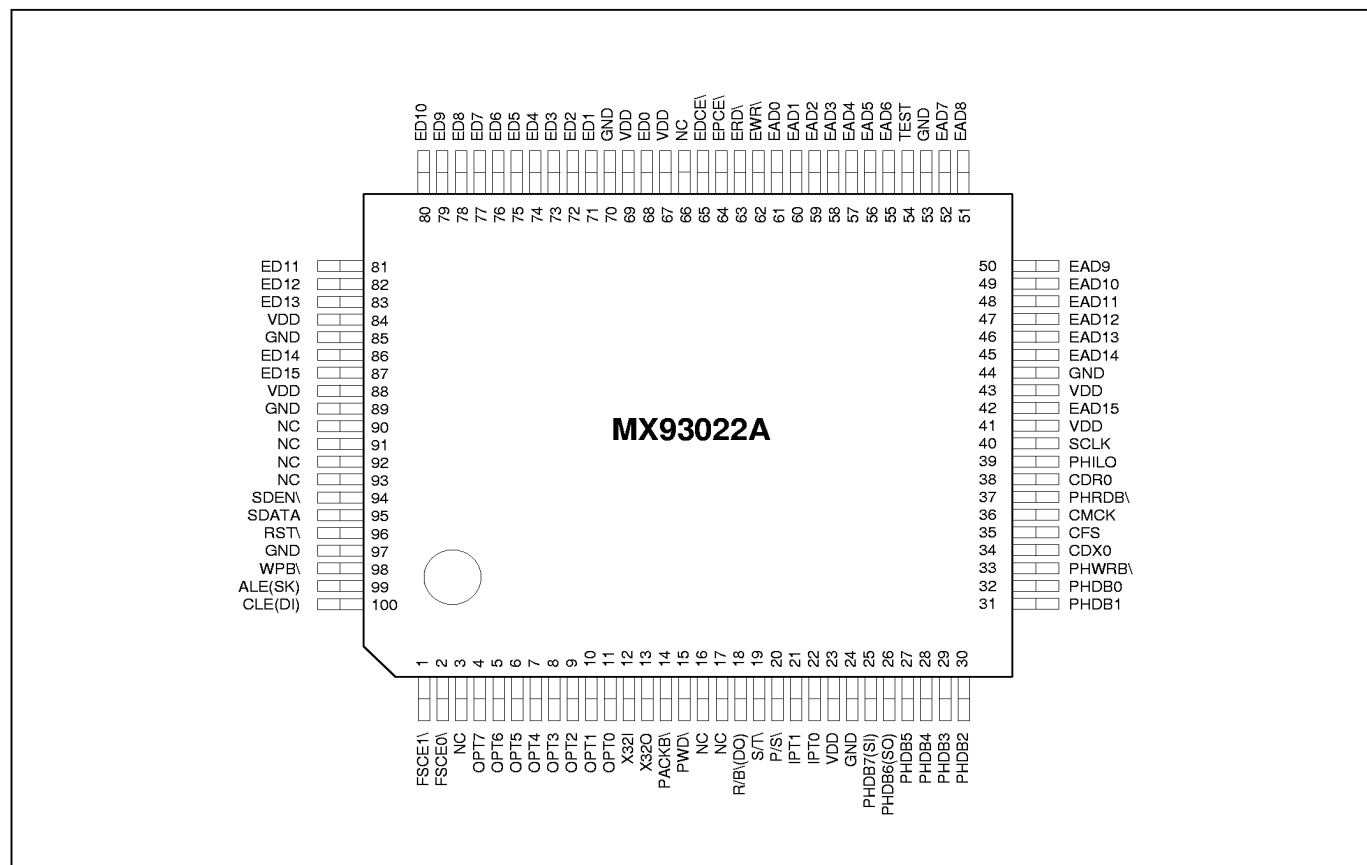 ED10 ED9 ED8 ED7 ED6 ED5 ED4 ED3 ED2 ED1 GND VDD ED0 VDD NC EDCE\ EPCE\ ERD\ EWR\ EAD0 EAD1 EAD2 EAD3 EAD4 EAD5 EAD6 TEST GND EAD7 EAD8
80 79 78 77 76 75 74 73 72 71 70 69 68 67 66 65 64 63 62 61 60 59 58 57 56 55 54 53 52 51
ED11 81 50 EAD9
ED12 82 49 EAD10
ED13 83 48 EAD11
VDD 84 47 EAD12
GND 85 46 EAD13
ED14 86 45 EAD14
ED15 87 44 GND
VDD 88 43 VDD
GND 89 42 EAD15
NC 90 MX93022A 41 VDD
NC 91 40 SCLK
NC 92 39 PHILO
NC 93 38 CDR0
SDEN\ 94 37 PHRDB\
SDATA 95 36 CMCK
RST\ 96 35 CFS
GND 97 34 CDX0
WPB\ 98 33 PHWRB\
ALE(SK) 99 32 PHDB0
CLE(DI) 100 31 PHDB1
1 2 3 4 5 6 7 8 9 10 11 12 13 14 15 16 17 18 19 20 21 22 23 24 25 26 27 28 29 30
FSCE1\ FSCE0\ NC OPT7 OPT6 OPT5 OPT4 OPT3 OPT2 OPT1 OPT0 X32I X32O PACKB\ PWD\ NC NC R/B\(DO) S/T\ P/S\ IPT1 IPT0 VDD GND PHDB7(SI) PHDB6(SO) PHDB5 PHDB4 PHDB3 PHDB2